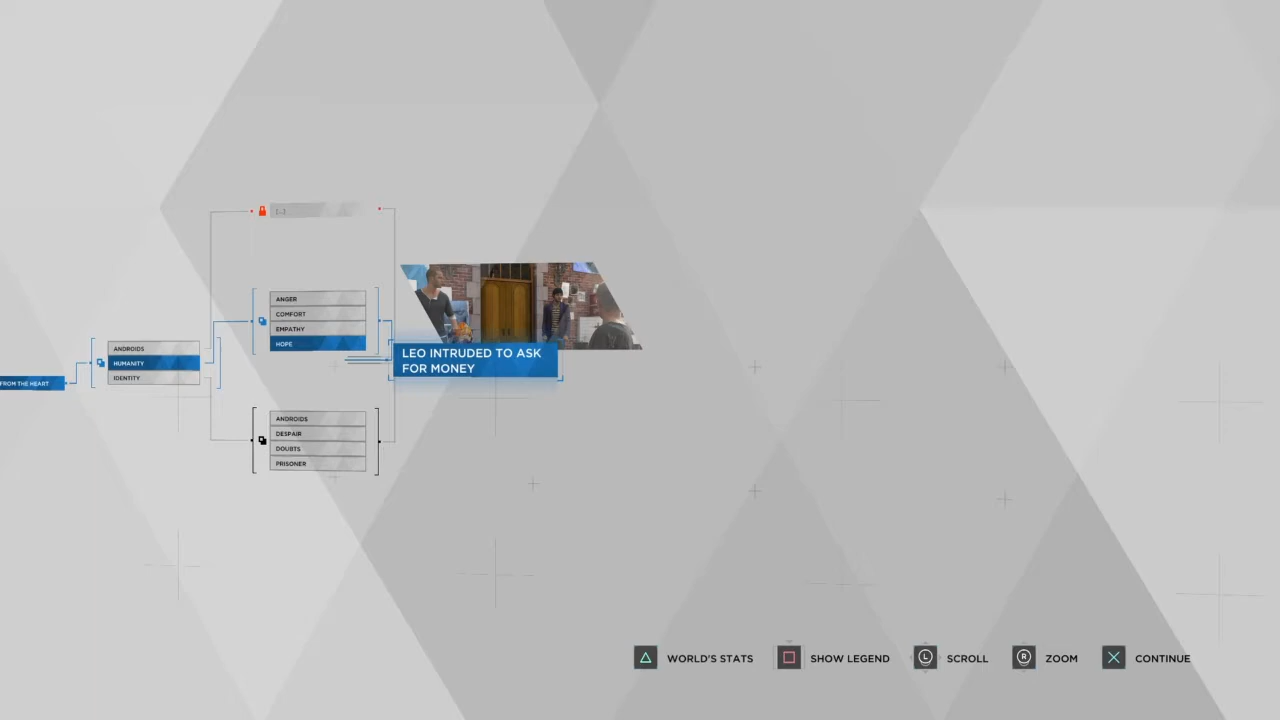 FROM THE HEART
ANDROIDS
HUMANITY
IDENTITY
[...]
ANGER
COMFORT
EMPATHY
HOPE
ANDROIDS
DESPAIR
DOUBTS
PRISONER
LEO INTRUDED TO ASK
FOR MONEY
WORLD'S STATS
SHOW LEGEND
L
SCROLL
R
ZOOM
CONTINUE